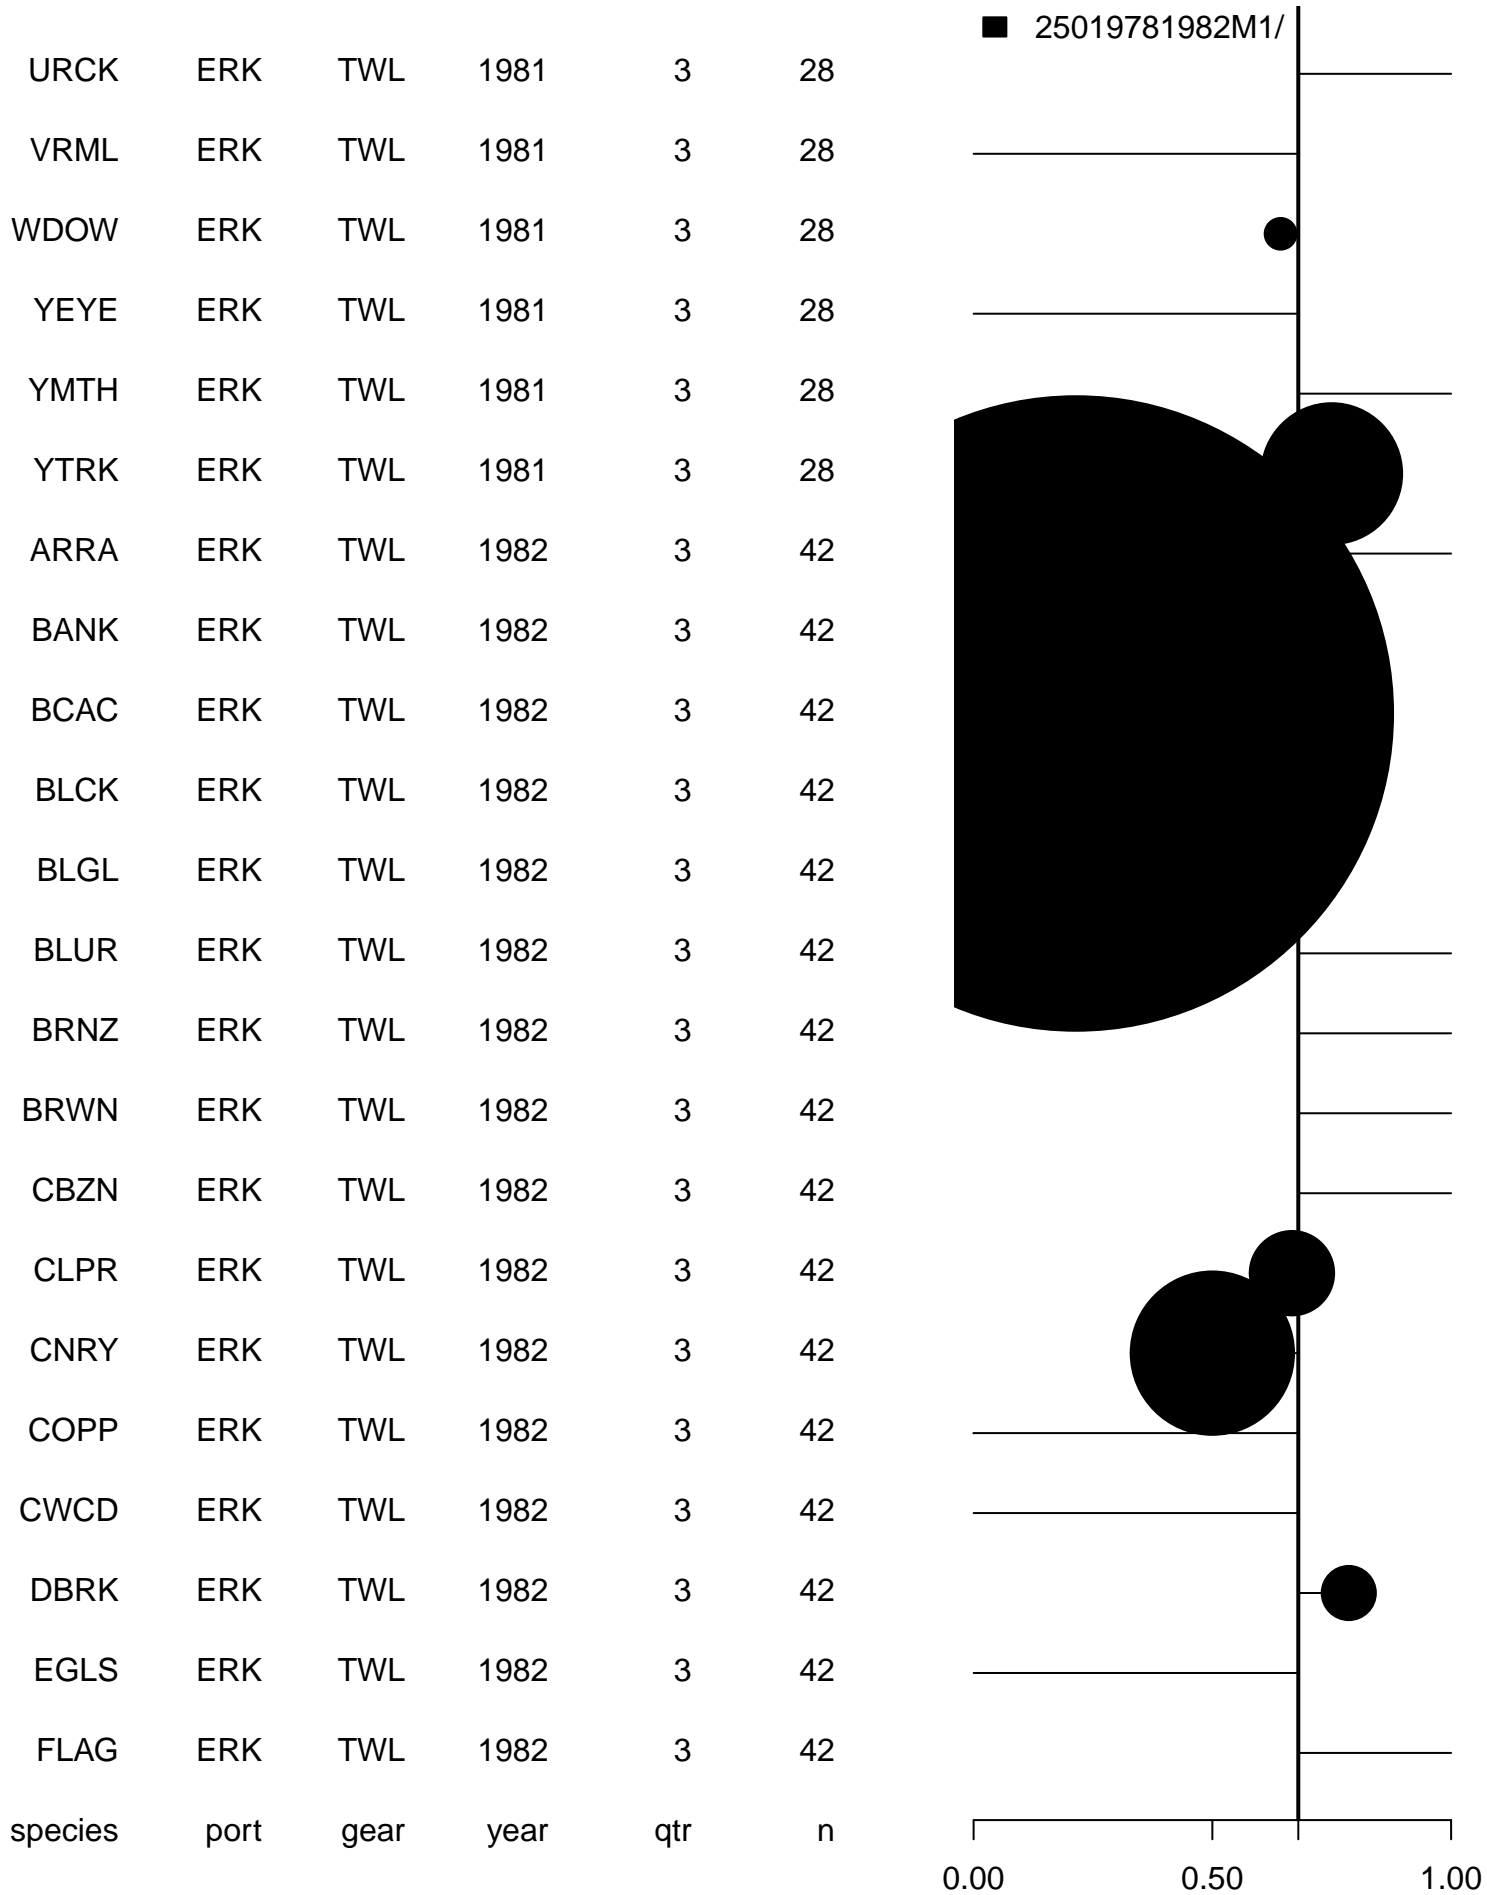 25019781982M1/
URCK ERK TWL 1981 3 28
VRML ERK TWL 1981 3 28
WDOW ERK TWL 1981 3 28
YEYE ERK TWL 1981 3 28
YMTH ERK TWL 1981 3 28
YTRK ERK TWL 1981 3 28
ARRA ERK TWL 1982 3 42
BANK ERK TWL 1982 3 42
BCAC ERK TWL 1982 3 42
BLCK ERK TWL 1982 3 42
BLGL ERK TWL 1982 3 42
BLUR ERK TWL 1982 3 42
BRNZ ERK TWL 1982 3 42
BRWN ERK TWL 1982 3 42
CBZN ERK TWL 1982 3 42
CLPR ERK TWL 1982 3 42
CNRY ERK TWL 1982 3 42
COPP ERK TWL 1982 3 42
CWCD ERK TWL 1982 3 42
DBRK ERK TWL 1982 3 42
EGLS ERK TWL 1982 3 42
FLAG ERK TWL 1982 3 42
species port gear year qtr n
0.00 0.50 1.00